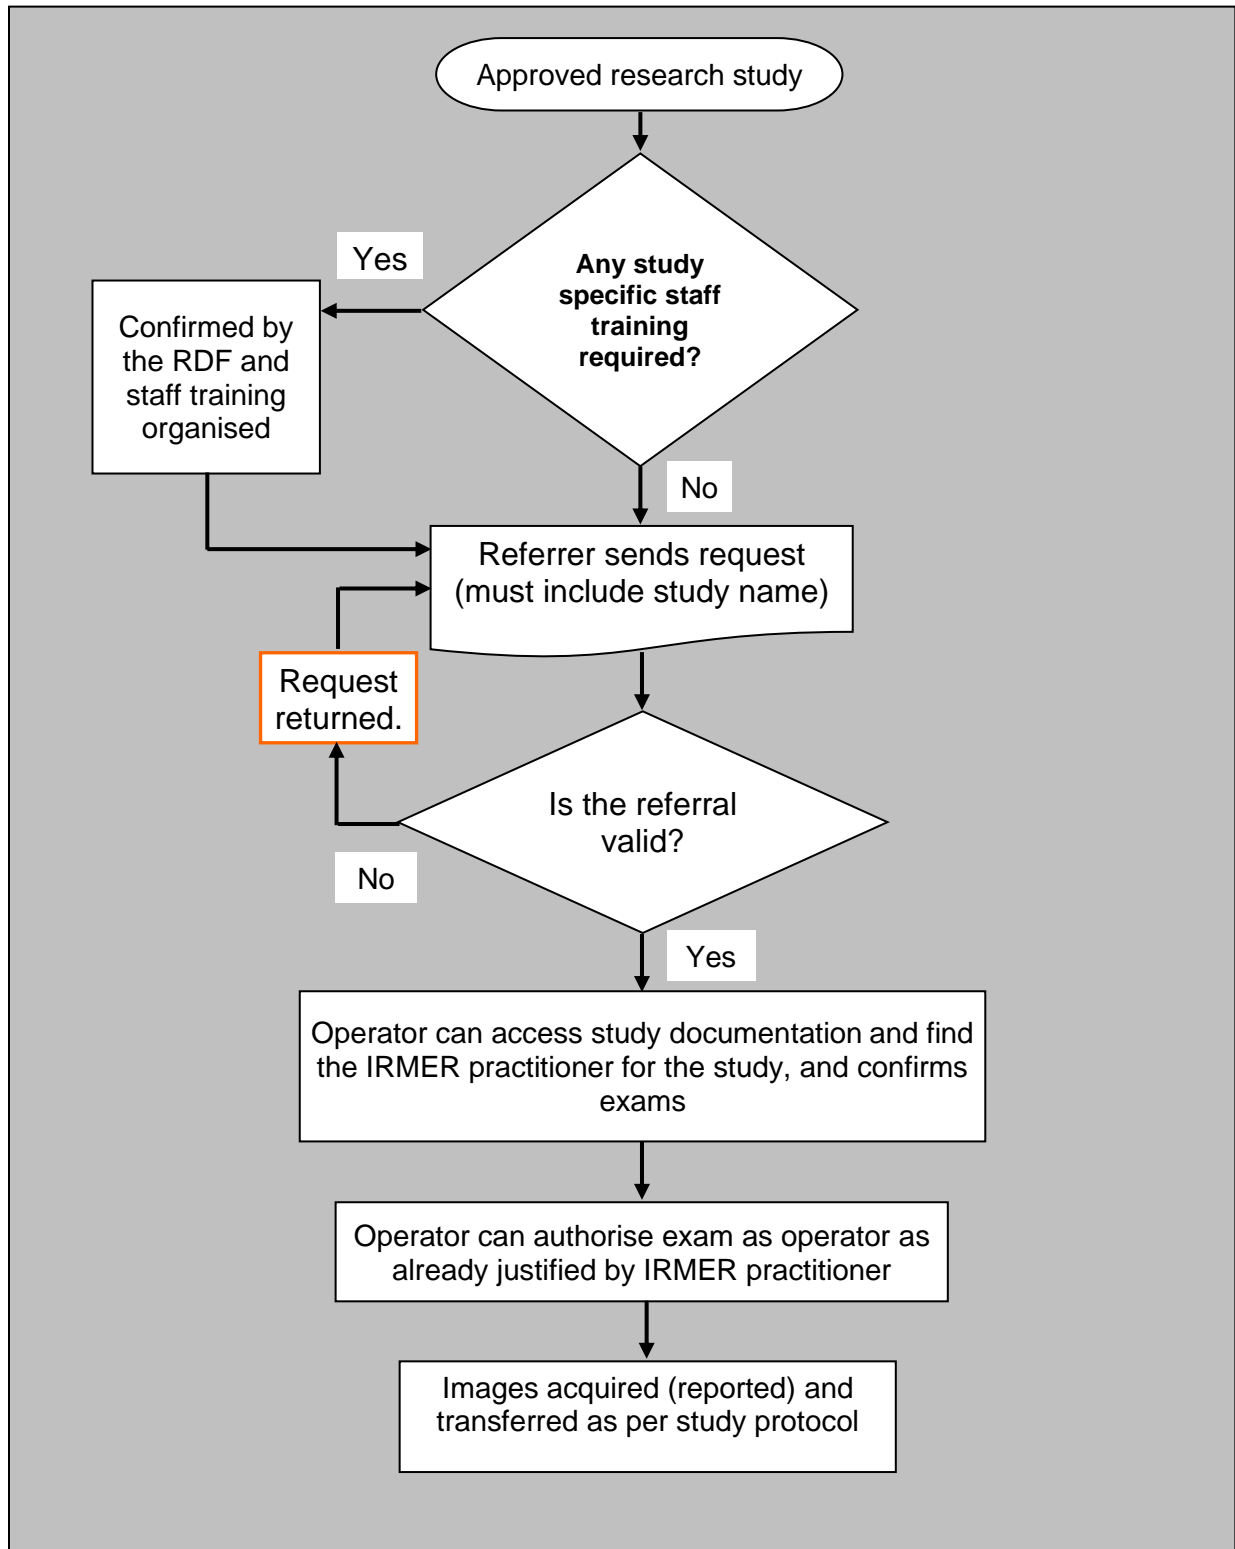 Approved research study
Yes
Any study
specific staff
training
required?
Confirmed by
the RDF and
staff training
organised
No
Referrer sends request
(must include study name)
Request
returned.
Is the referral
valid?
No
Yes
Operator can access study documentation and find
the IRMER practitioner for the study, and confirms
exams
Operator can authorise exam as operator as
already justified by IRMER practitioner
Images acquired (reported) and
transferred as per study protocol